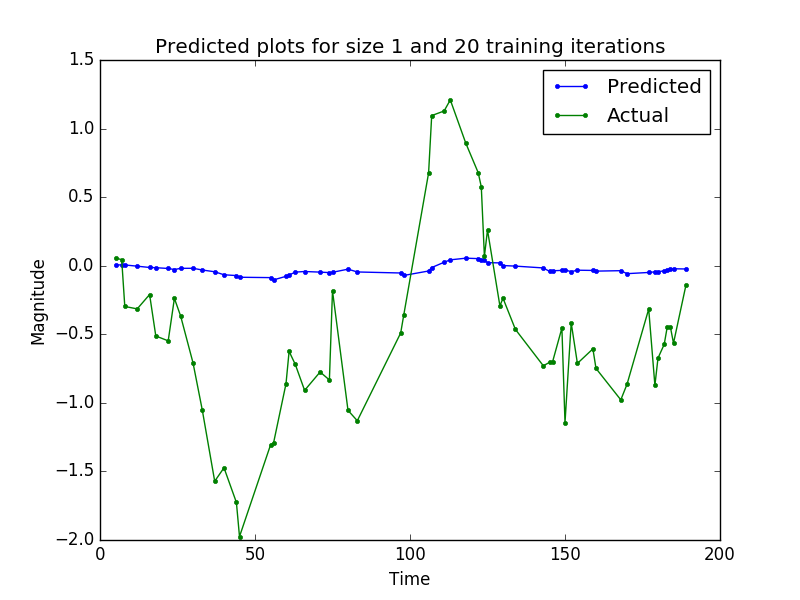 Predicted plots for size 1 and 20 training iterations
Predicted
Actual
1.5
1.0
0.5
0.0
−0.5
−1.0
−1.5
−2.0
Magnitude
0
50
100
150
200
Time